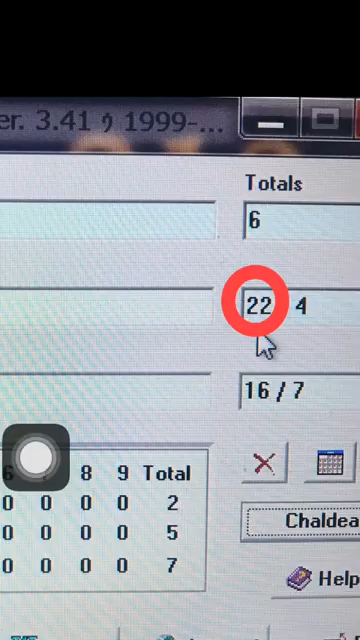 er. 3.41 ウ 1999-...
Totals
6
22 4
16 / 7
8 9 Total
0 0 0 0 2
0 0 0 0 5
0 0 0 0 7
Chaldea
Help